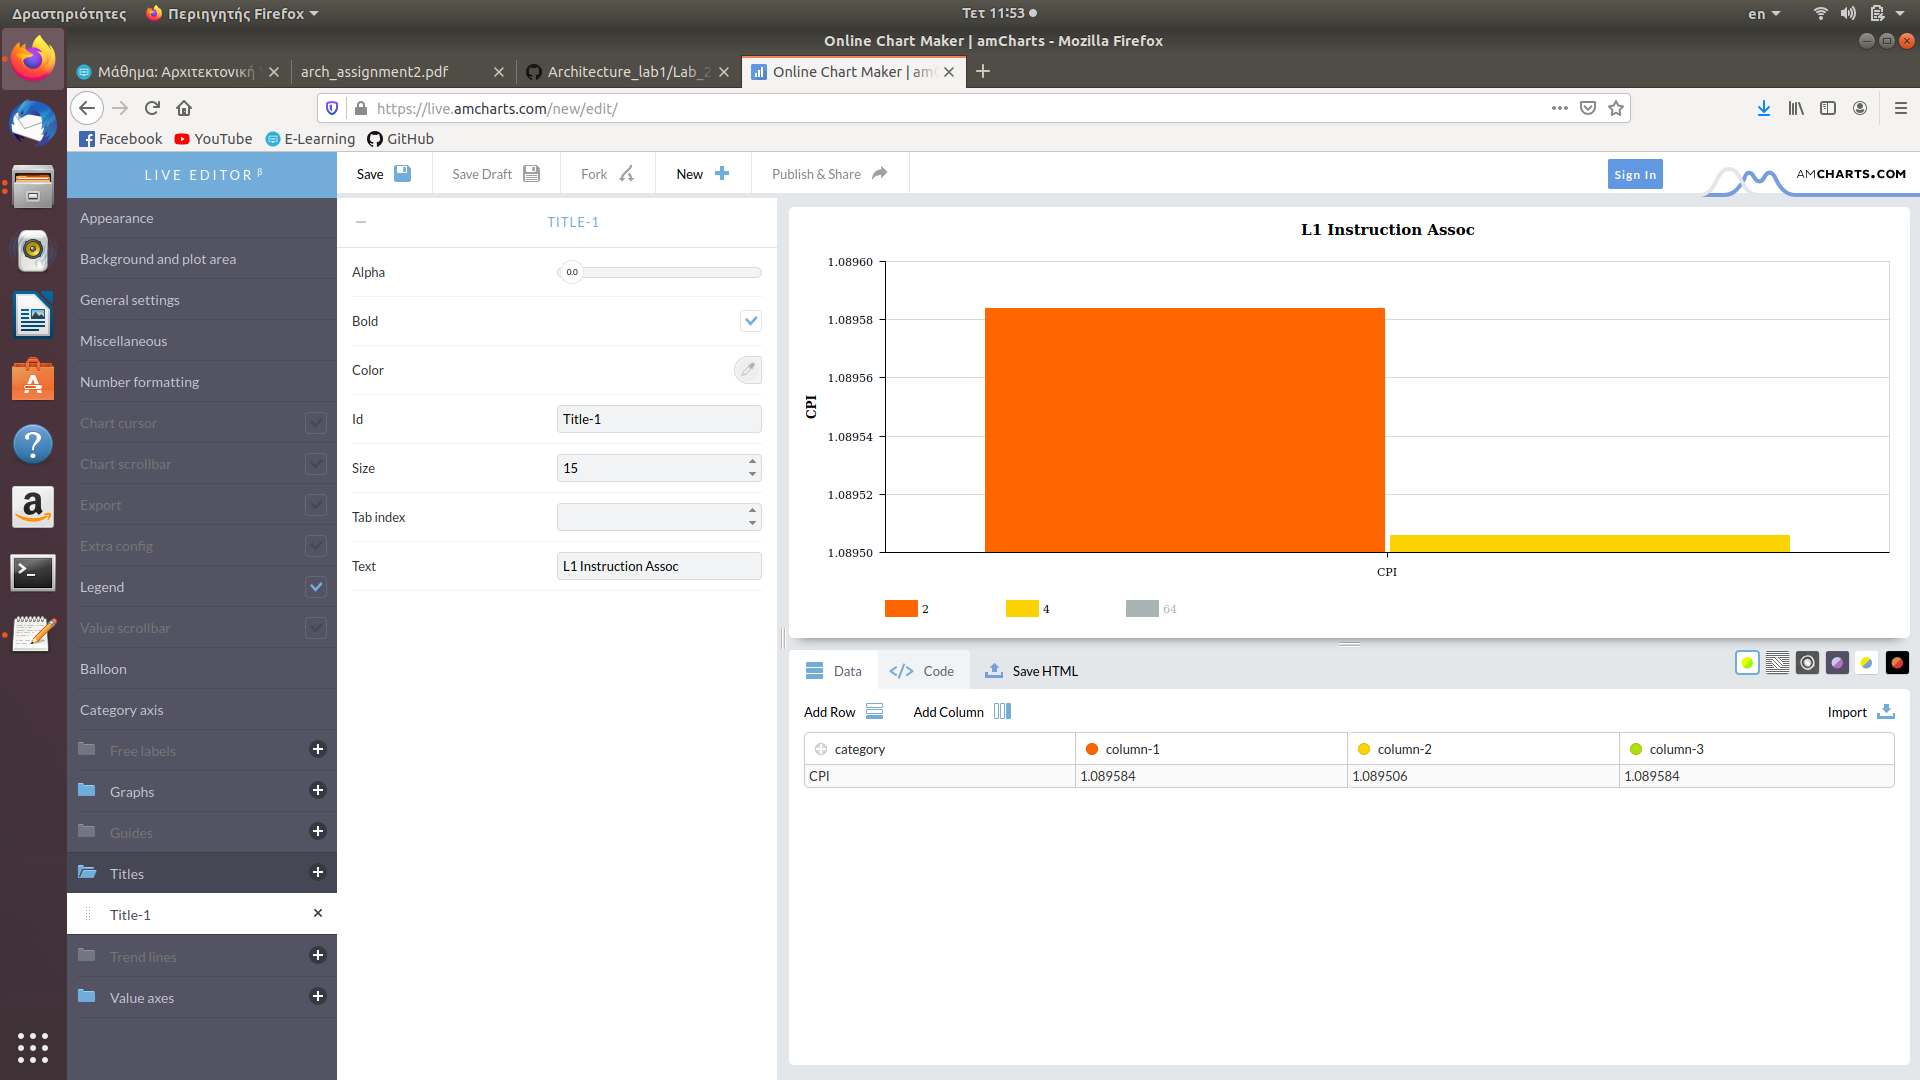 Δραστηριότητες Περιηγητής Firefox Τετ 11:53 en
Online Chart Maker | amCharts - Mozilla Firefox
Μάθημα: Αρχιτεκτονική arch_assignment2.pdf Architecture_lab1/Lab_2 Online Chart Maker | amC
https://live.amcharts.com/new/edit/
Facebook YouTube E-Learning GitHub
LIVE EDITOR β Save Save Draft Fork New Publish & Share Sign In AMCHARTS.COM
Appearance
Background and plot area
General settings
Miscellaneous
Number formatting
Chart cursor
Chart scrollbar
Export
Extra config
Legend
Value scrollbar
Balloon
Category axis
Free labels
Graphs
Guides
Titles
Title-1
Trend lines
Value axes
TITLE-1
Alpha 0.0
Bold
Color
Id Title-1
Size 15
Tab index
Text L1 Instruction Assoc
L1 Instruction Assoc
1.08960
1.08958
1.08956
1.08954
1.08952
1.08950
CPI
CPI
2 4 64
Data Code Save HTML
Add Row Add Column Import
category column-1 column-2 column-3
CPI 1.089584 1.089506 1.089584